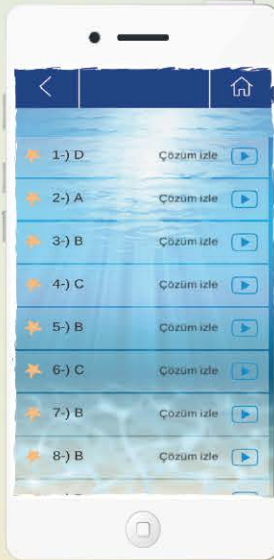 1-) D Çözüm izle
2-) A Çözüm izle
3-) B Çözüm izle
4-) C Çözüm izle
5-) B Çözüm izle
6-) C Çözüm izle
7-) B Çözüm izle
8-) B Çözüm izle